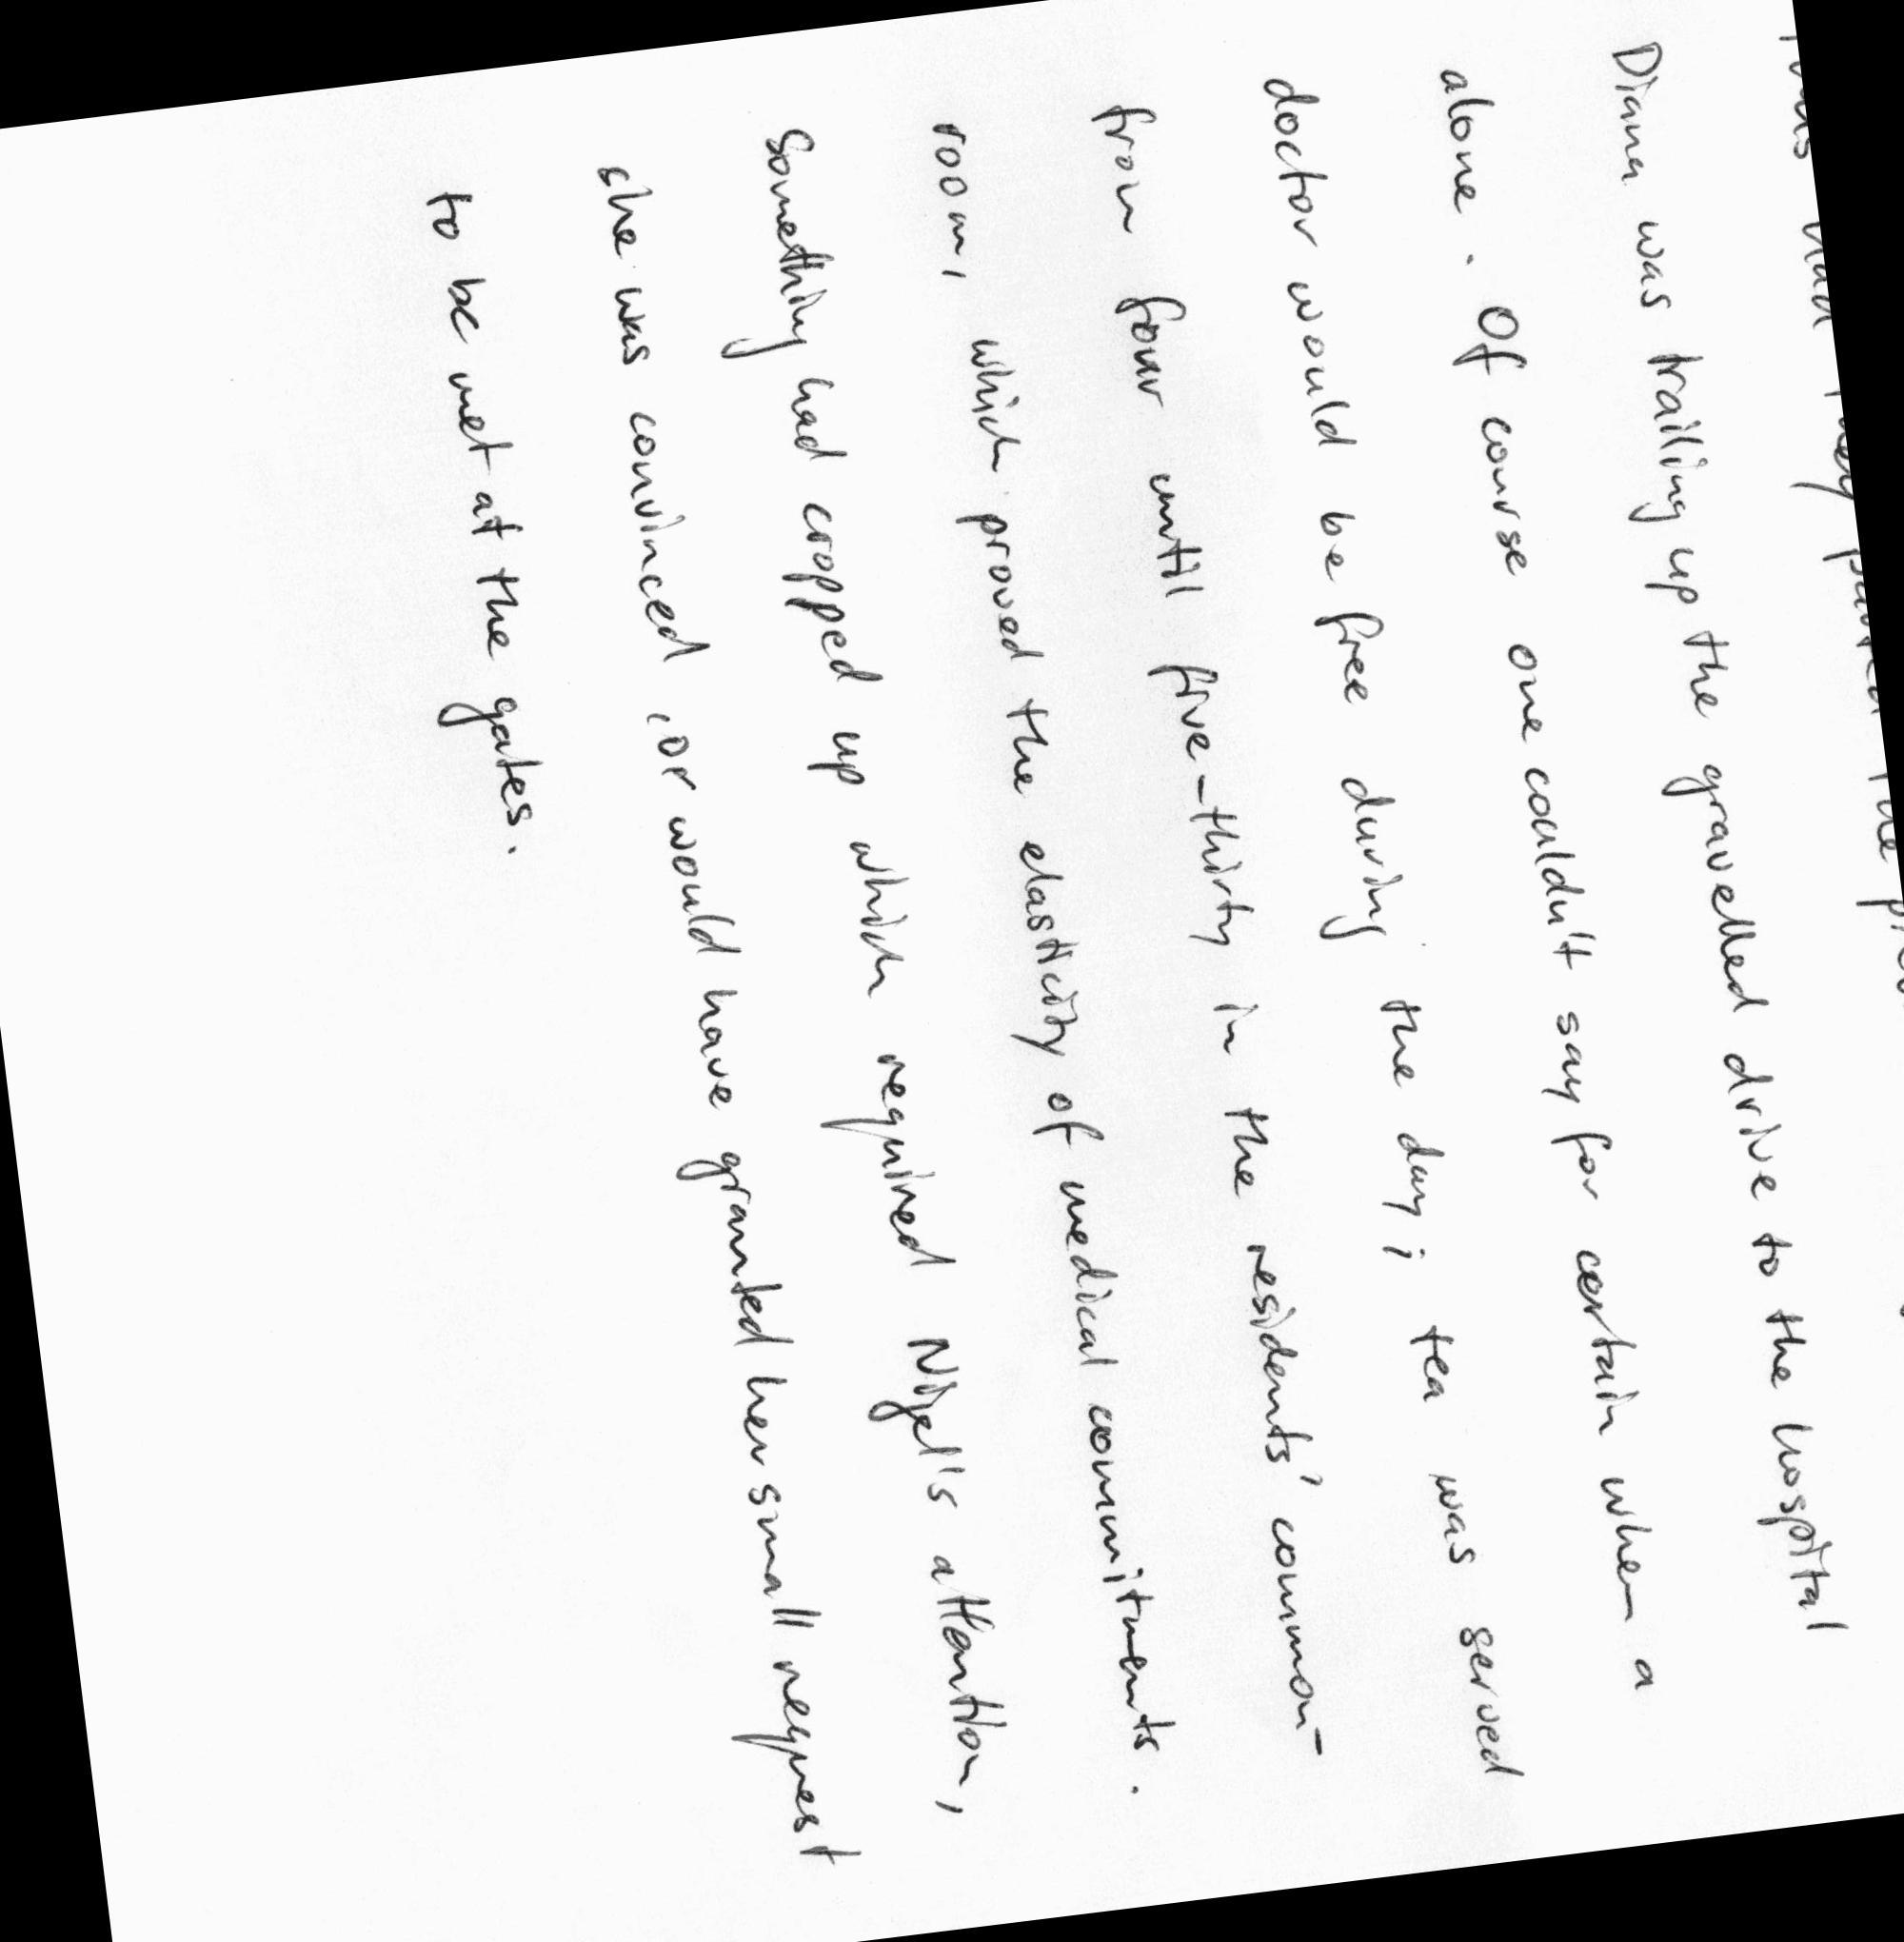 Diana was trailing up the gravelled drive to the hospital
alone. Of course one couldn't say for certain when a
doctor would be free during the day; tea was served
from four until five-thirty in the residents' common-
room, which proved the elasticity of medical commitments.
Something had cropped up which required Nigel's attention,
she was convinced, or would have granted her small request
to be met at the gates.